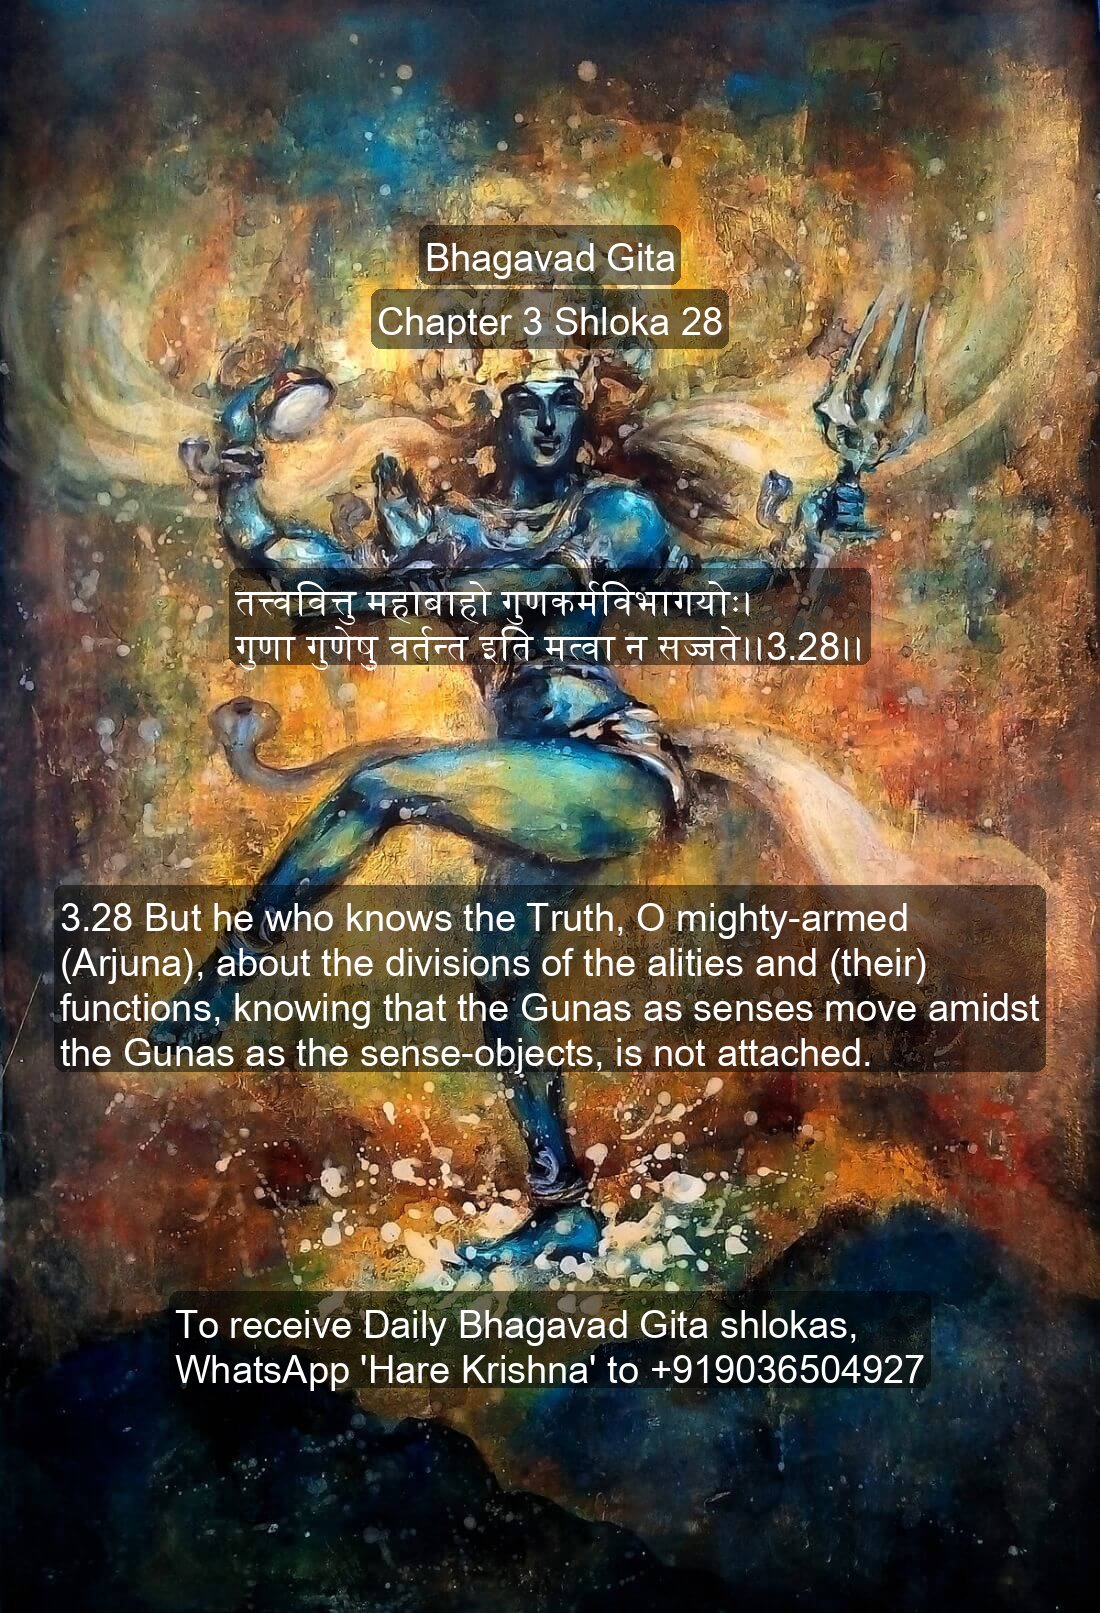 Bhagavad Gita
Chapter 3 Shloka 28
तत्त्ववित्तु महाबाहो गुणकर्मविभागयोः।
गुणा गुणेषु वर्तन्त इति मत्वा न सज्जते।।3.28।।
3.28 But he who knows the Truth, O mighty-armed
(Arjuna), about the divisions of the alities and (their)
functions, knowing that the Gunas as senses move amidst
the Gunas as the sense-objects, is not attached.
To receive Daily Bhagavad Gita shlokas,
WhatsApp 'Hare Krishna' to +919036504927